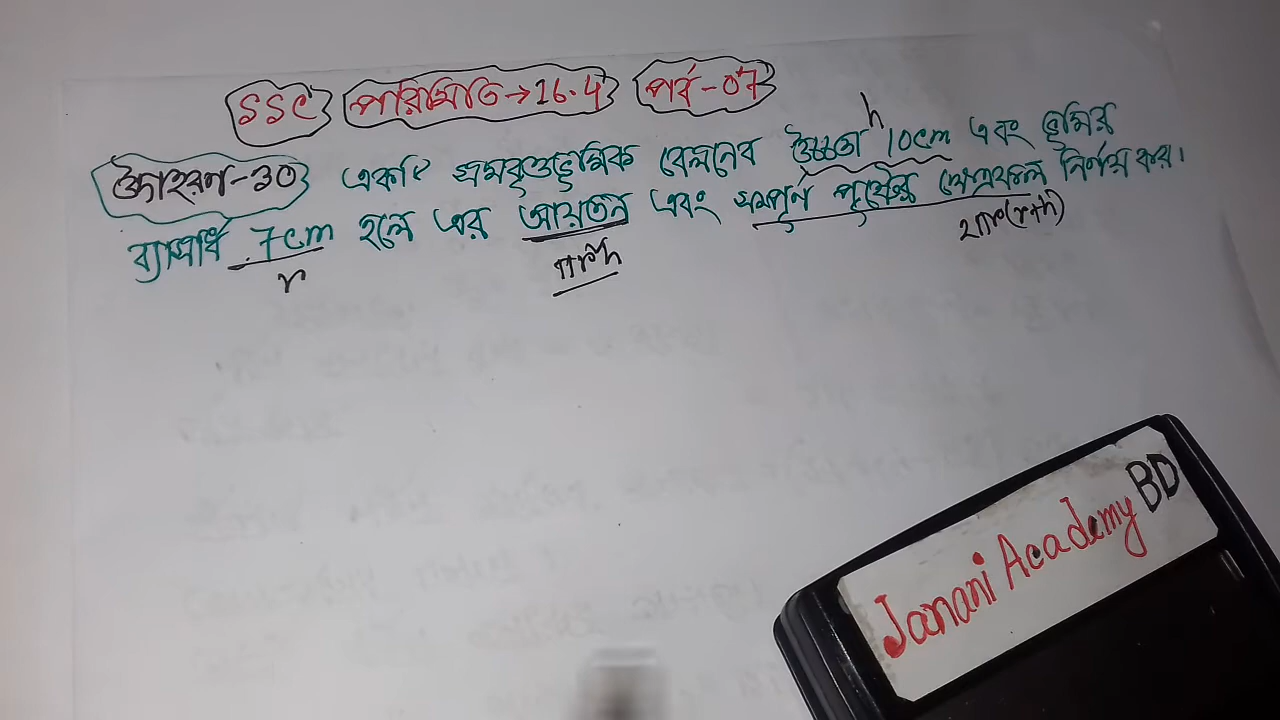 SSC পরিমিতি→16.4 পর্ব-07
উদাহরণ-30 একটি সমবৃত্তভূমিক বেলনের উচ্চতা 10cm এবং ভূমির
h
ব্যাসার্ধ 7cm হলে এর আয়তন এবং সম্পূর্ণ পৃষ্ঠের ক্ষেত্রফল নির্ণয় কর।
r
πr²h
2πr(r+h)
Janani Academy BD